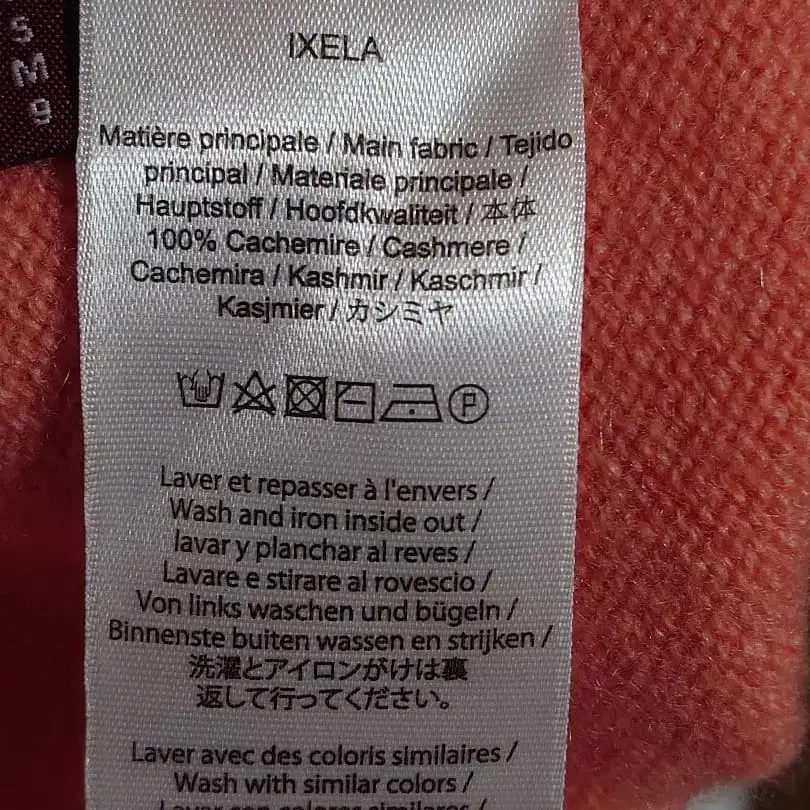 S
M
9
IXELA
Matière principale / Main fabric / Tejido
principal / Materiale principale /
Hauptstoff / Hoofdkwaliteit / 本体
100% Cachemire / Cashmere /
Cachemira / Kashmir / Kaschmir /
Kasjmier / カシミヤ
P
Laver et repasser à l'envers /
Wash and iron inside out /
lavar y planchar al reves /
Lavare e stirare al rovescio /
Von links waschen und bügeln /
Binnenste buiten wassen en strijken /
洗濯とアイロンがけは裏
返して行ってください。
Laver avec des coloris similaires /
Wash with similar colors /
Lavar con colores similares /